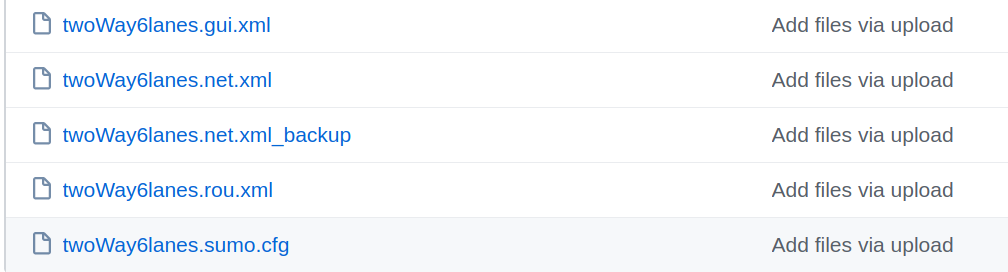 twoWay6lanes.gui.xml Add files via upload
twoWay6lanes.net.xml Add files via upload
twoWay6lanes.net.xml_backup Add files via upload
twoWay6lanes.rou.xml Add files via upload
twoWay6lanes.sumo.cfg Add files via upload